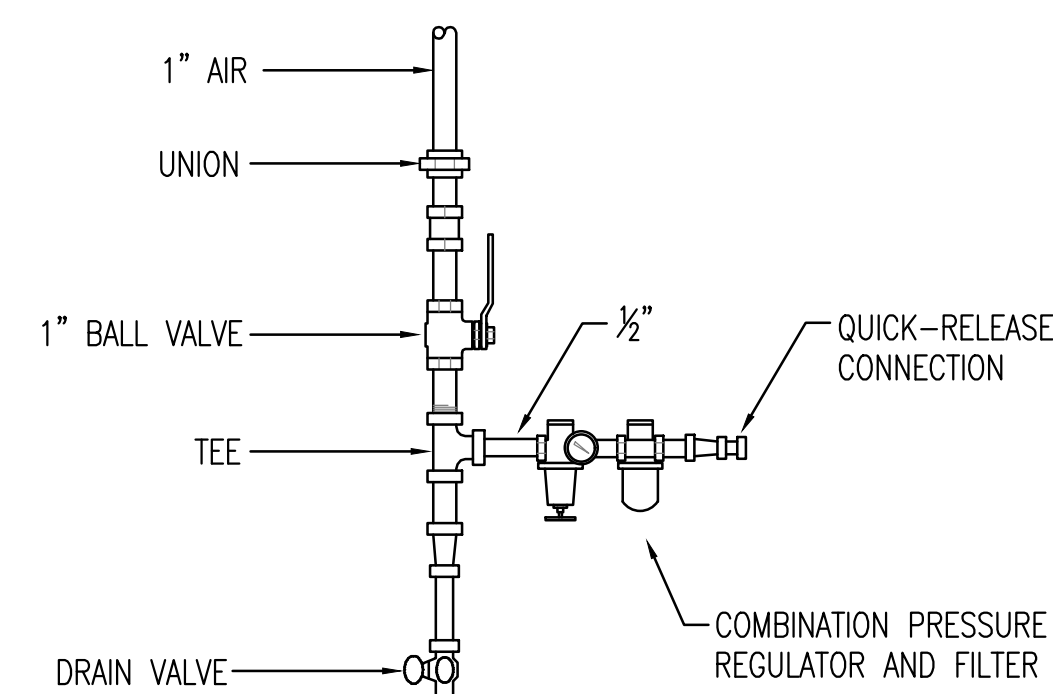 1” AIR
UNION
1” BALL VALVE
½”
QUICK–RELEASE
CONNECTION
TEE
COMBINATION PRESSURE
REGULATOR AND FILTER
DRAIN VALVE